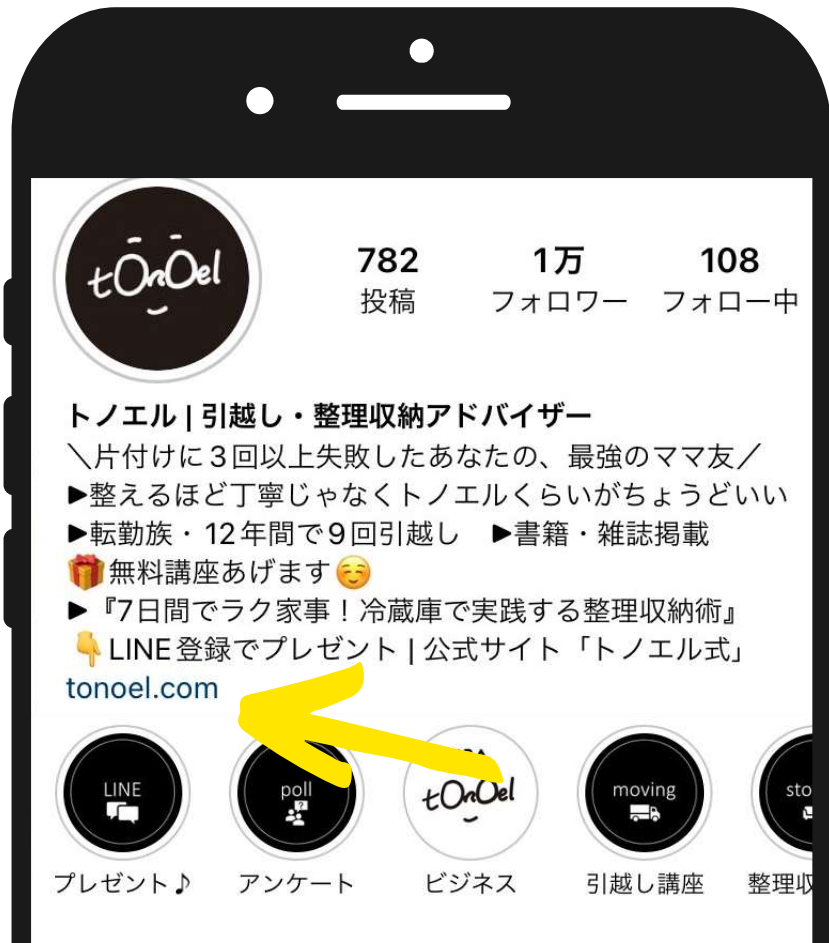 tonoel
782 1万 108
投稿 フォロワー フォロー中
トノエル | 引越し・整理収納アドバイザー
＼片付けに３回以上失敗したあなたの、最強のママ友／
▶整えるほど丁寧じゃなくトノエルくらいがちょうどいい
▶転勤族・12年間で9回引越し ▶書籍・雑誌掲載
🎁無料講座あげます☺️
▶『7日間でラク家事！冷蔵庫で実践する整理収納術』
👇LINE登録でプレゼント | 公式サイト「トノエル式」
tonoel.com
LINE poll tonoel moving sto
プレゼント♪ アンケート ビジネス 引越し講座 整理収